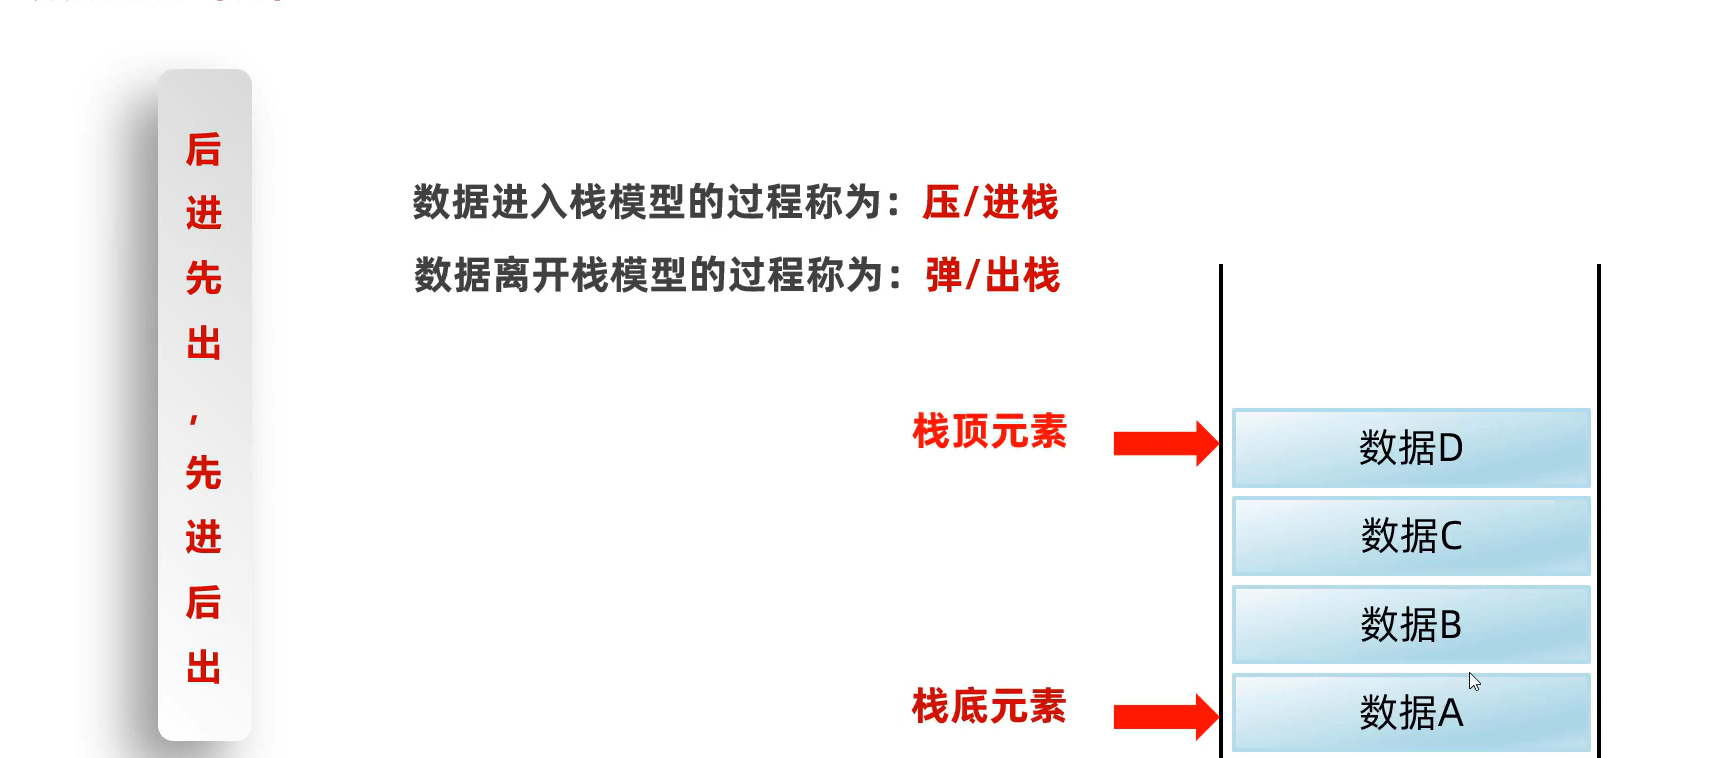 后进先出，先进后出
数据进入栈模型的过程称为：压/进栈
数据离开栈模型的过程称为：弹/出栈
栈顶元素
数据D
数据C
数据B
栈底元素
数据A